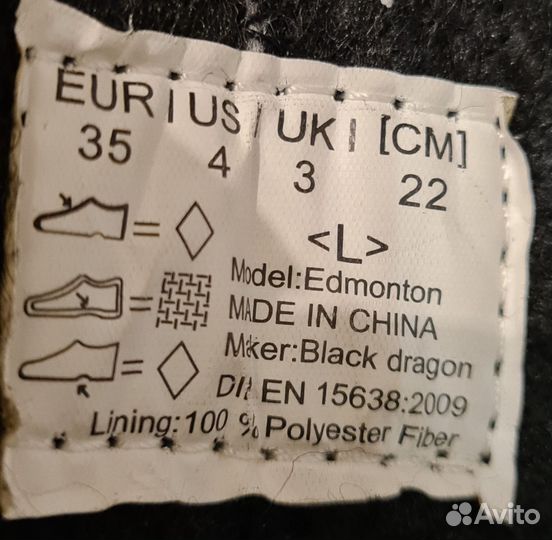 EUR | US | UK | [CM]
35 4 3 22
<L>
Model:Edmonton
MADE IN CHINA
Maker:Black dragon
EN 15638:2009
Lining:100 % Polyester Fiber
Avito